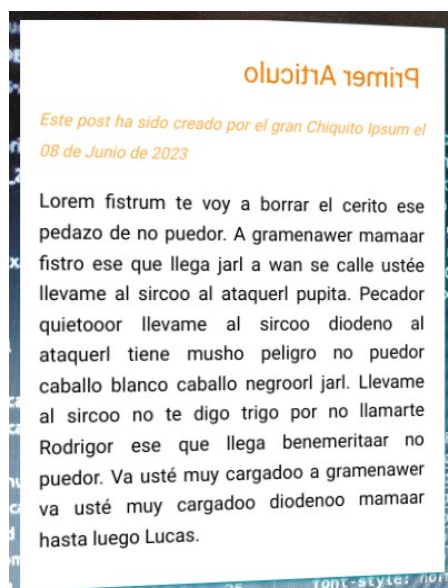 Primer Articulo
Este post ha sido creado por el gran Chiquito Ipsum el
08 de Junio de 2023
Lorem fistrum te voy a borrar el cerito ese
pedazo de no puedor. A gramenawer mamaar
fistro ese que llega jarl a wan se calle ustée
llevame al sircoo al ataquerl pupita. Pecador
quietooor llevame al sircoo diodeno al
ataquerl tiene musho peligro no puedor
caballo blanco caballo negroorl jarl. Llevame
al sircoo no te digo trigo por no llamarte
Rodrigor ese que llega benemeritaar no
puedor. Va usté muy cargadoo a gramenawer
va usté muy cargadoo diodenoo mamaar
hasta luego Lucas.
font-style: